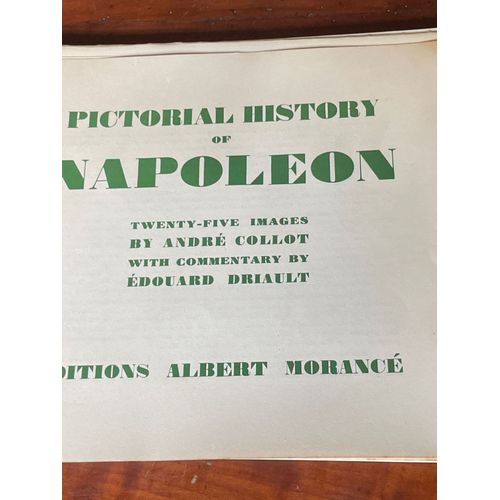 PICTORIAL HISTORY
OF
NAPOLEON
TWENTY-FIVE IMAGES
BY ANDRÉ COLLOT
WITH COMMENTARY BY
ÉDOUARD DRIAULT
DITIONS ALBERT MORANCÉ